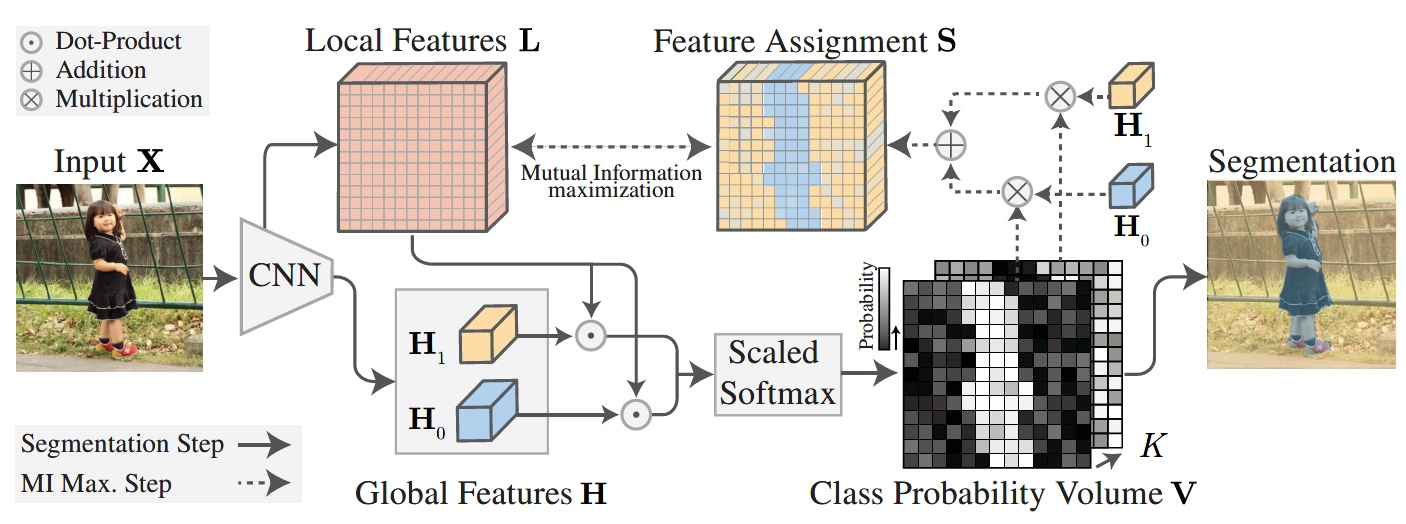 Dot-Product
Addition
Multiplication
Local Features L
Feature Assignment S
H1
H0
Input X
Mutual Information
maximization
Segmentation
CNN
Probability
H1
H0
Scaled
Softmax
K
Segmentation Step
MI Max. Step
Global Features H
Class Probability Volume V